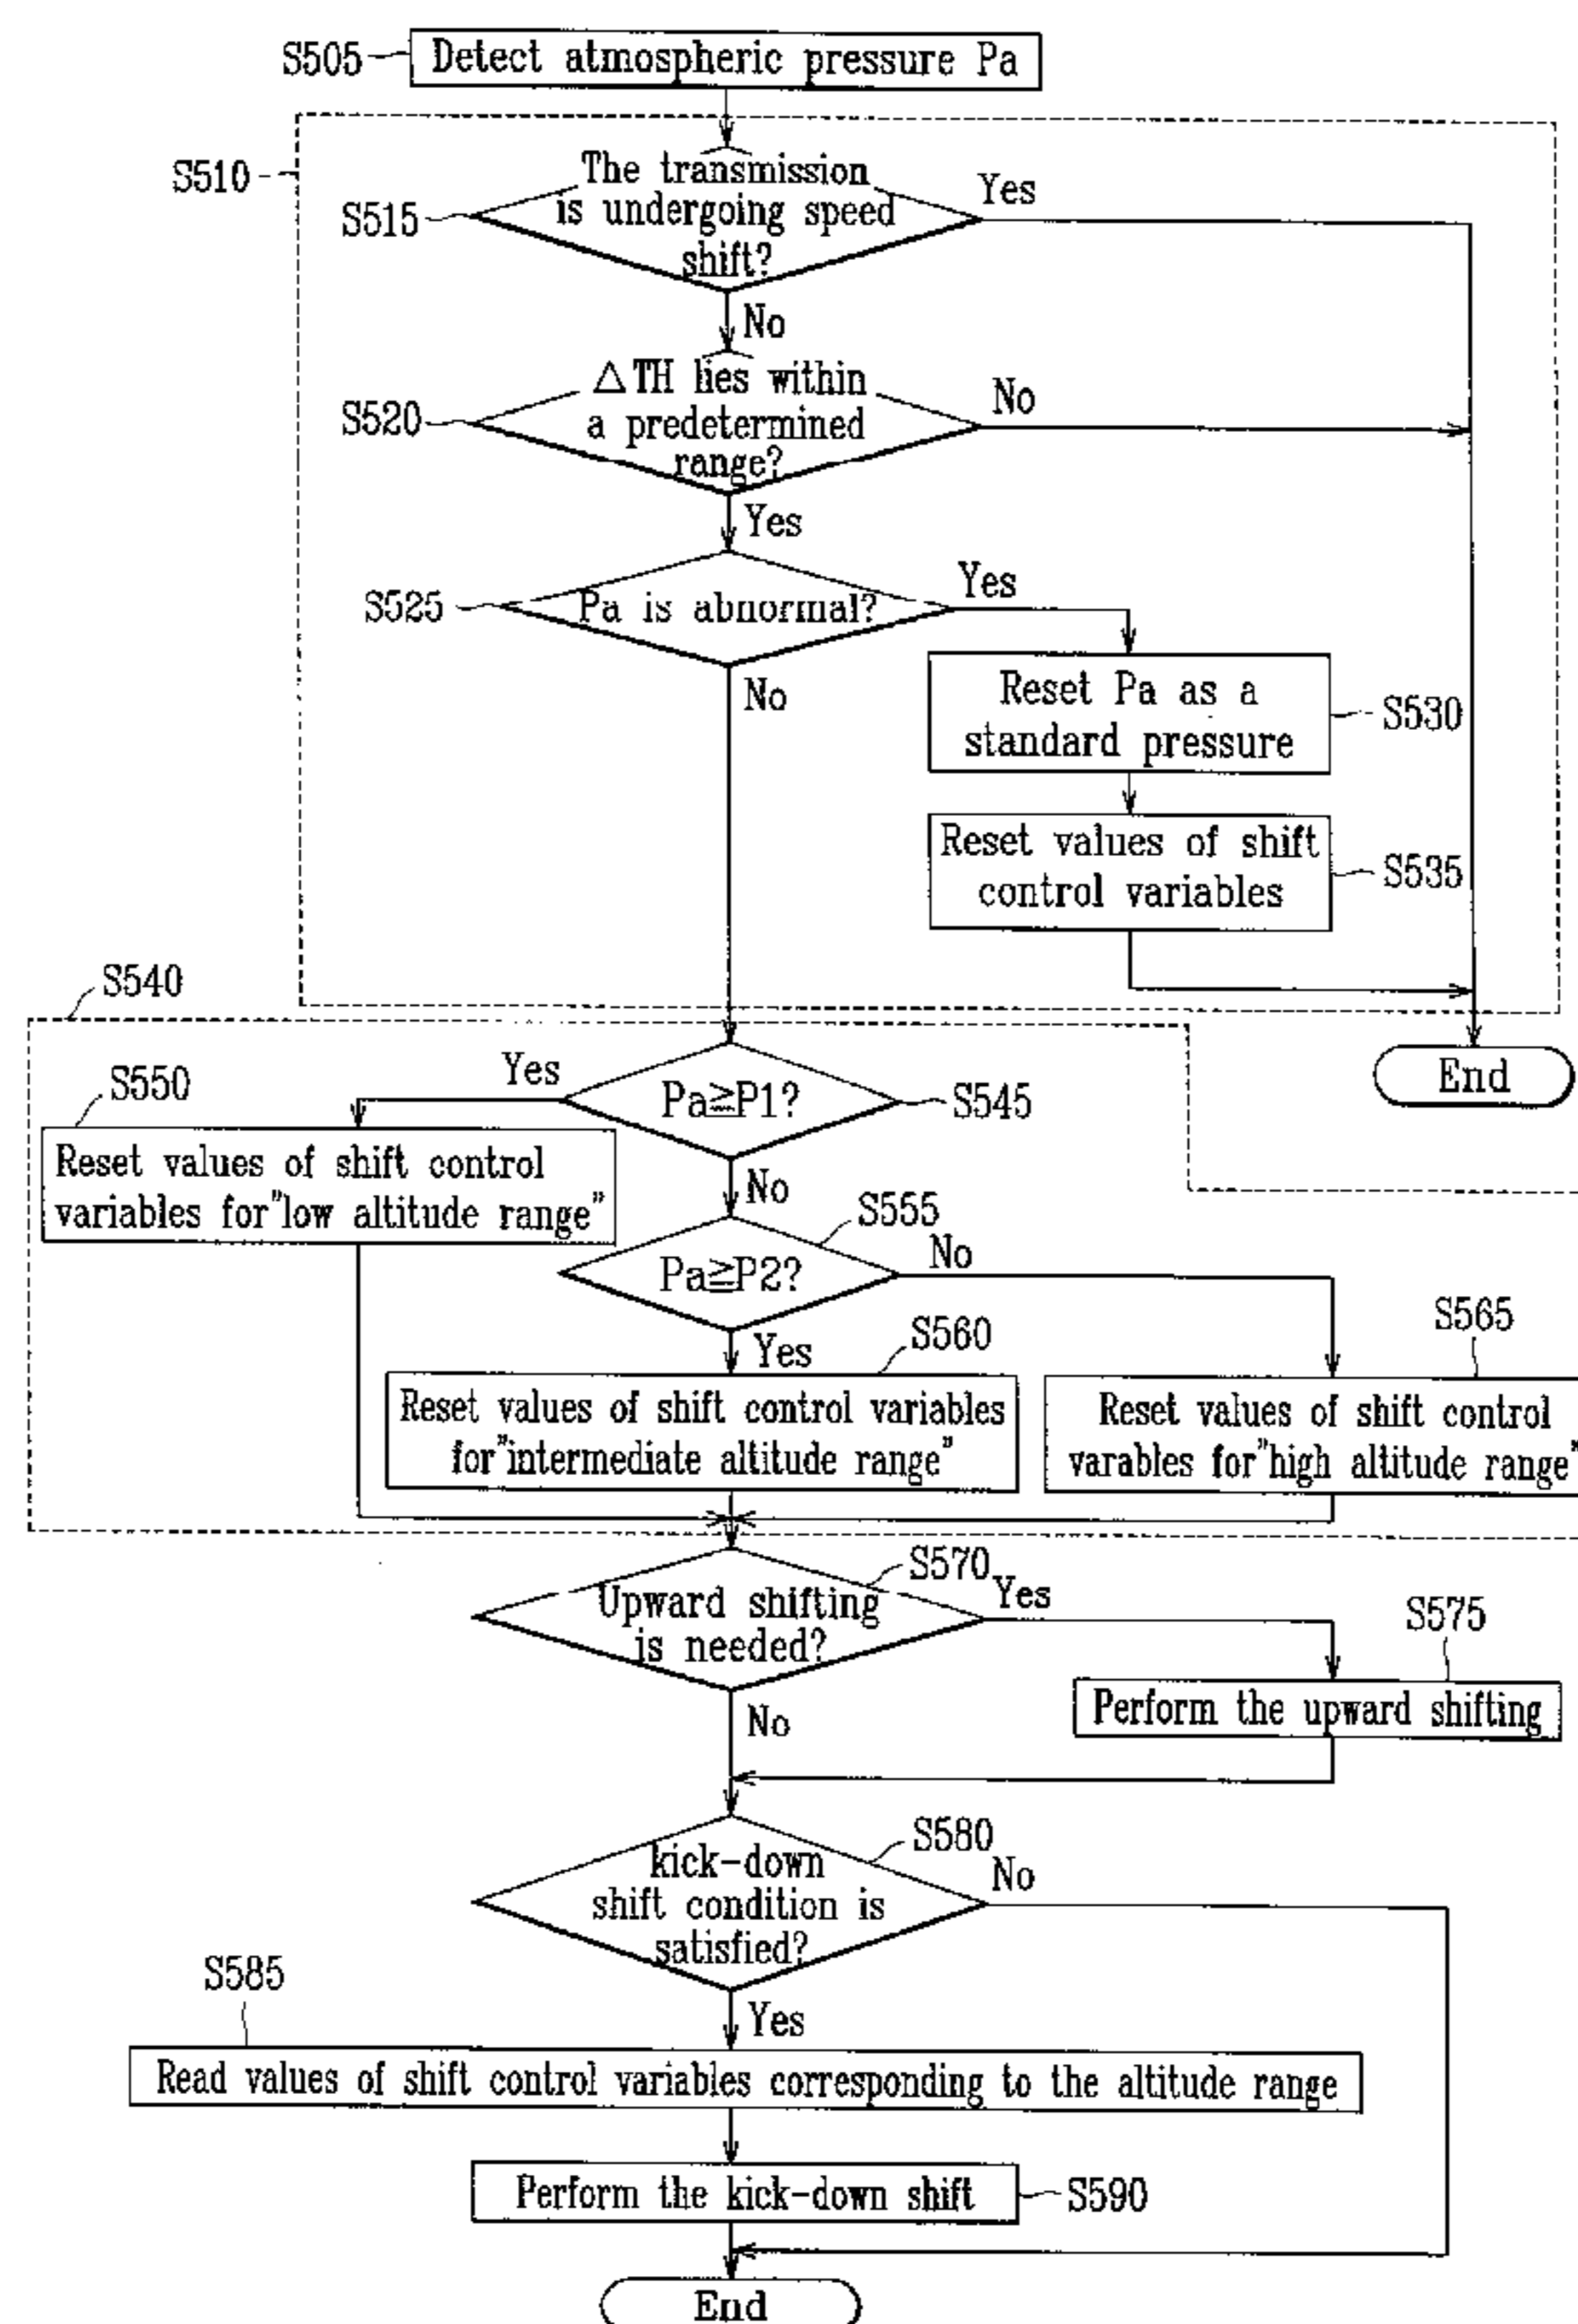 S505
Detect atmospheric pressure Pa
S510
S515
The transmission
is undergoing speed
shift?
Yes
No
S520
△TH lies within
a predetermined
range?
No
Yes
S525
Pa is abnormal?
Yes
No
Reset Pa as a
standard pressure
S530
Reset values of shift
control variables
S535
End
S540
Pa≧P1?
S545
Yes
No
S550
Reset values of shift control
variables for"low altitude range"
S555
Pa≧P2?
No
Yes
S560
Reset values of shift control variables
for"intermediate altitude range"
S565
Reset values of shift control
varables for"high altitude range"
S570
Upward shifting
is needed?
Yes
No
S575
Perform the upward shifting
S580
kick-down
shift condition is
satisfied?
No
Yes
S585
Read values of shift control variables corresponding to the altitude range
Perform the kick-down shift
S590
End